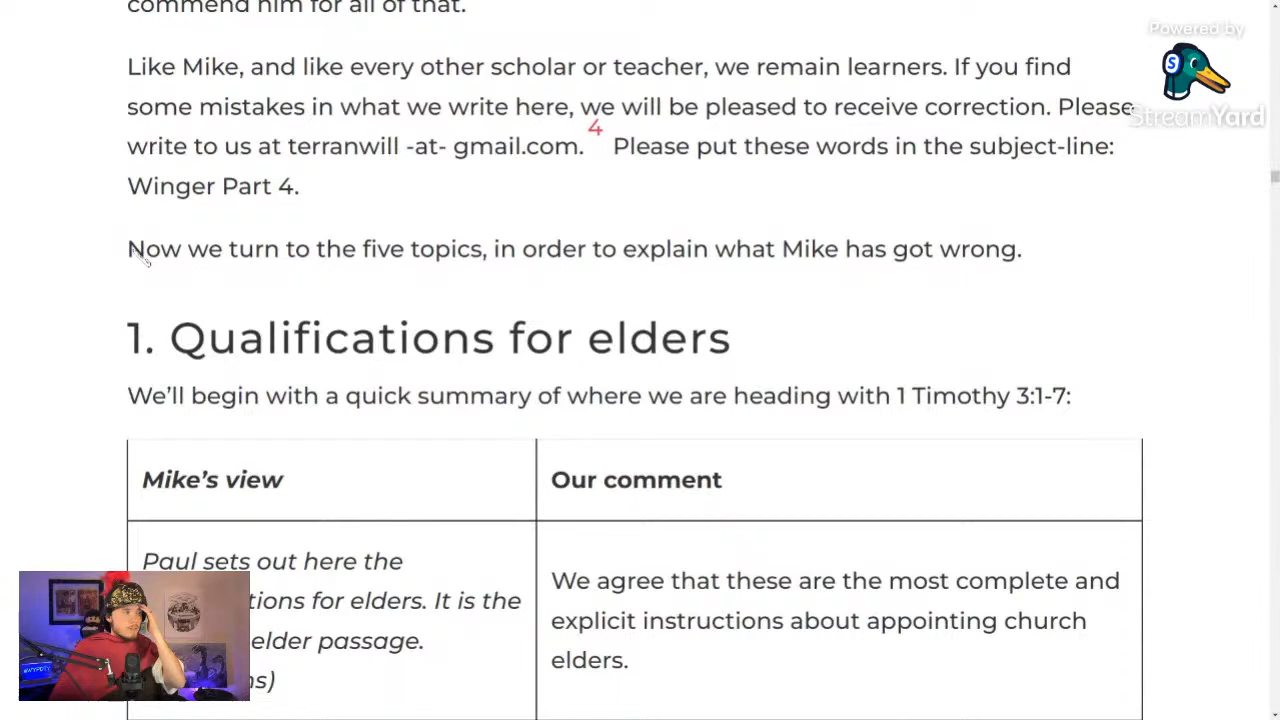 commend him for all of that.
Powered by
StreamYard
Like Mike, and like every other scholar or teacher, we remain learners. If you find
some mistakes in what we write here, we will be pleased to receive correction. Please
write to us at terranwill -at- gmail.com. 4 Please put these words in the subject-line:
Winger Part 4.
Now we turn to the five topics, in order to explain what Mike has got wrong.
1. Qualifications for elders
We’ll begin with a quick summary of where we are heading with 1 Timothy 3:1-7:
Mike’s view
Our comment
Paul sets out here the
tions for elders. It is the
elder passage.
ns)
We agree that these are the most complete and
explicit instructions about appointing church
elders.
#WYPDTY